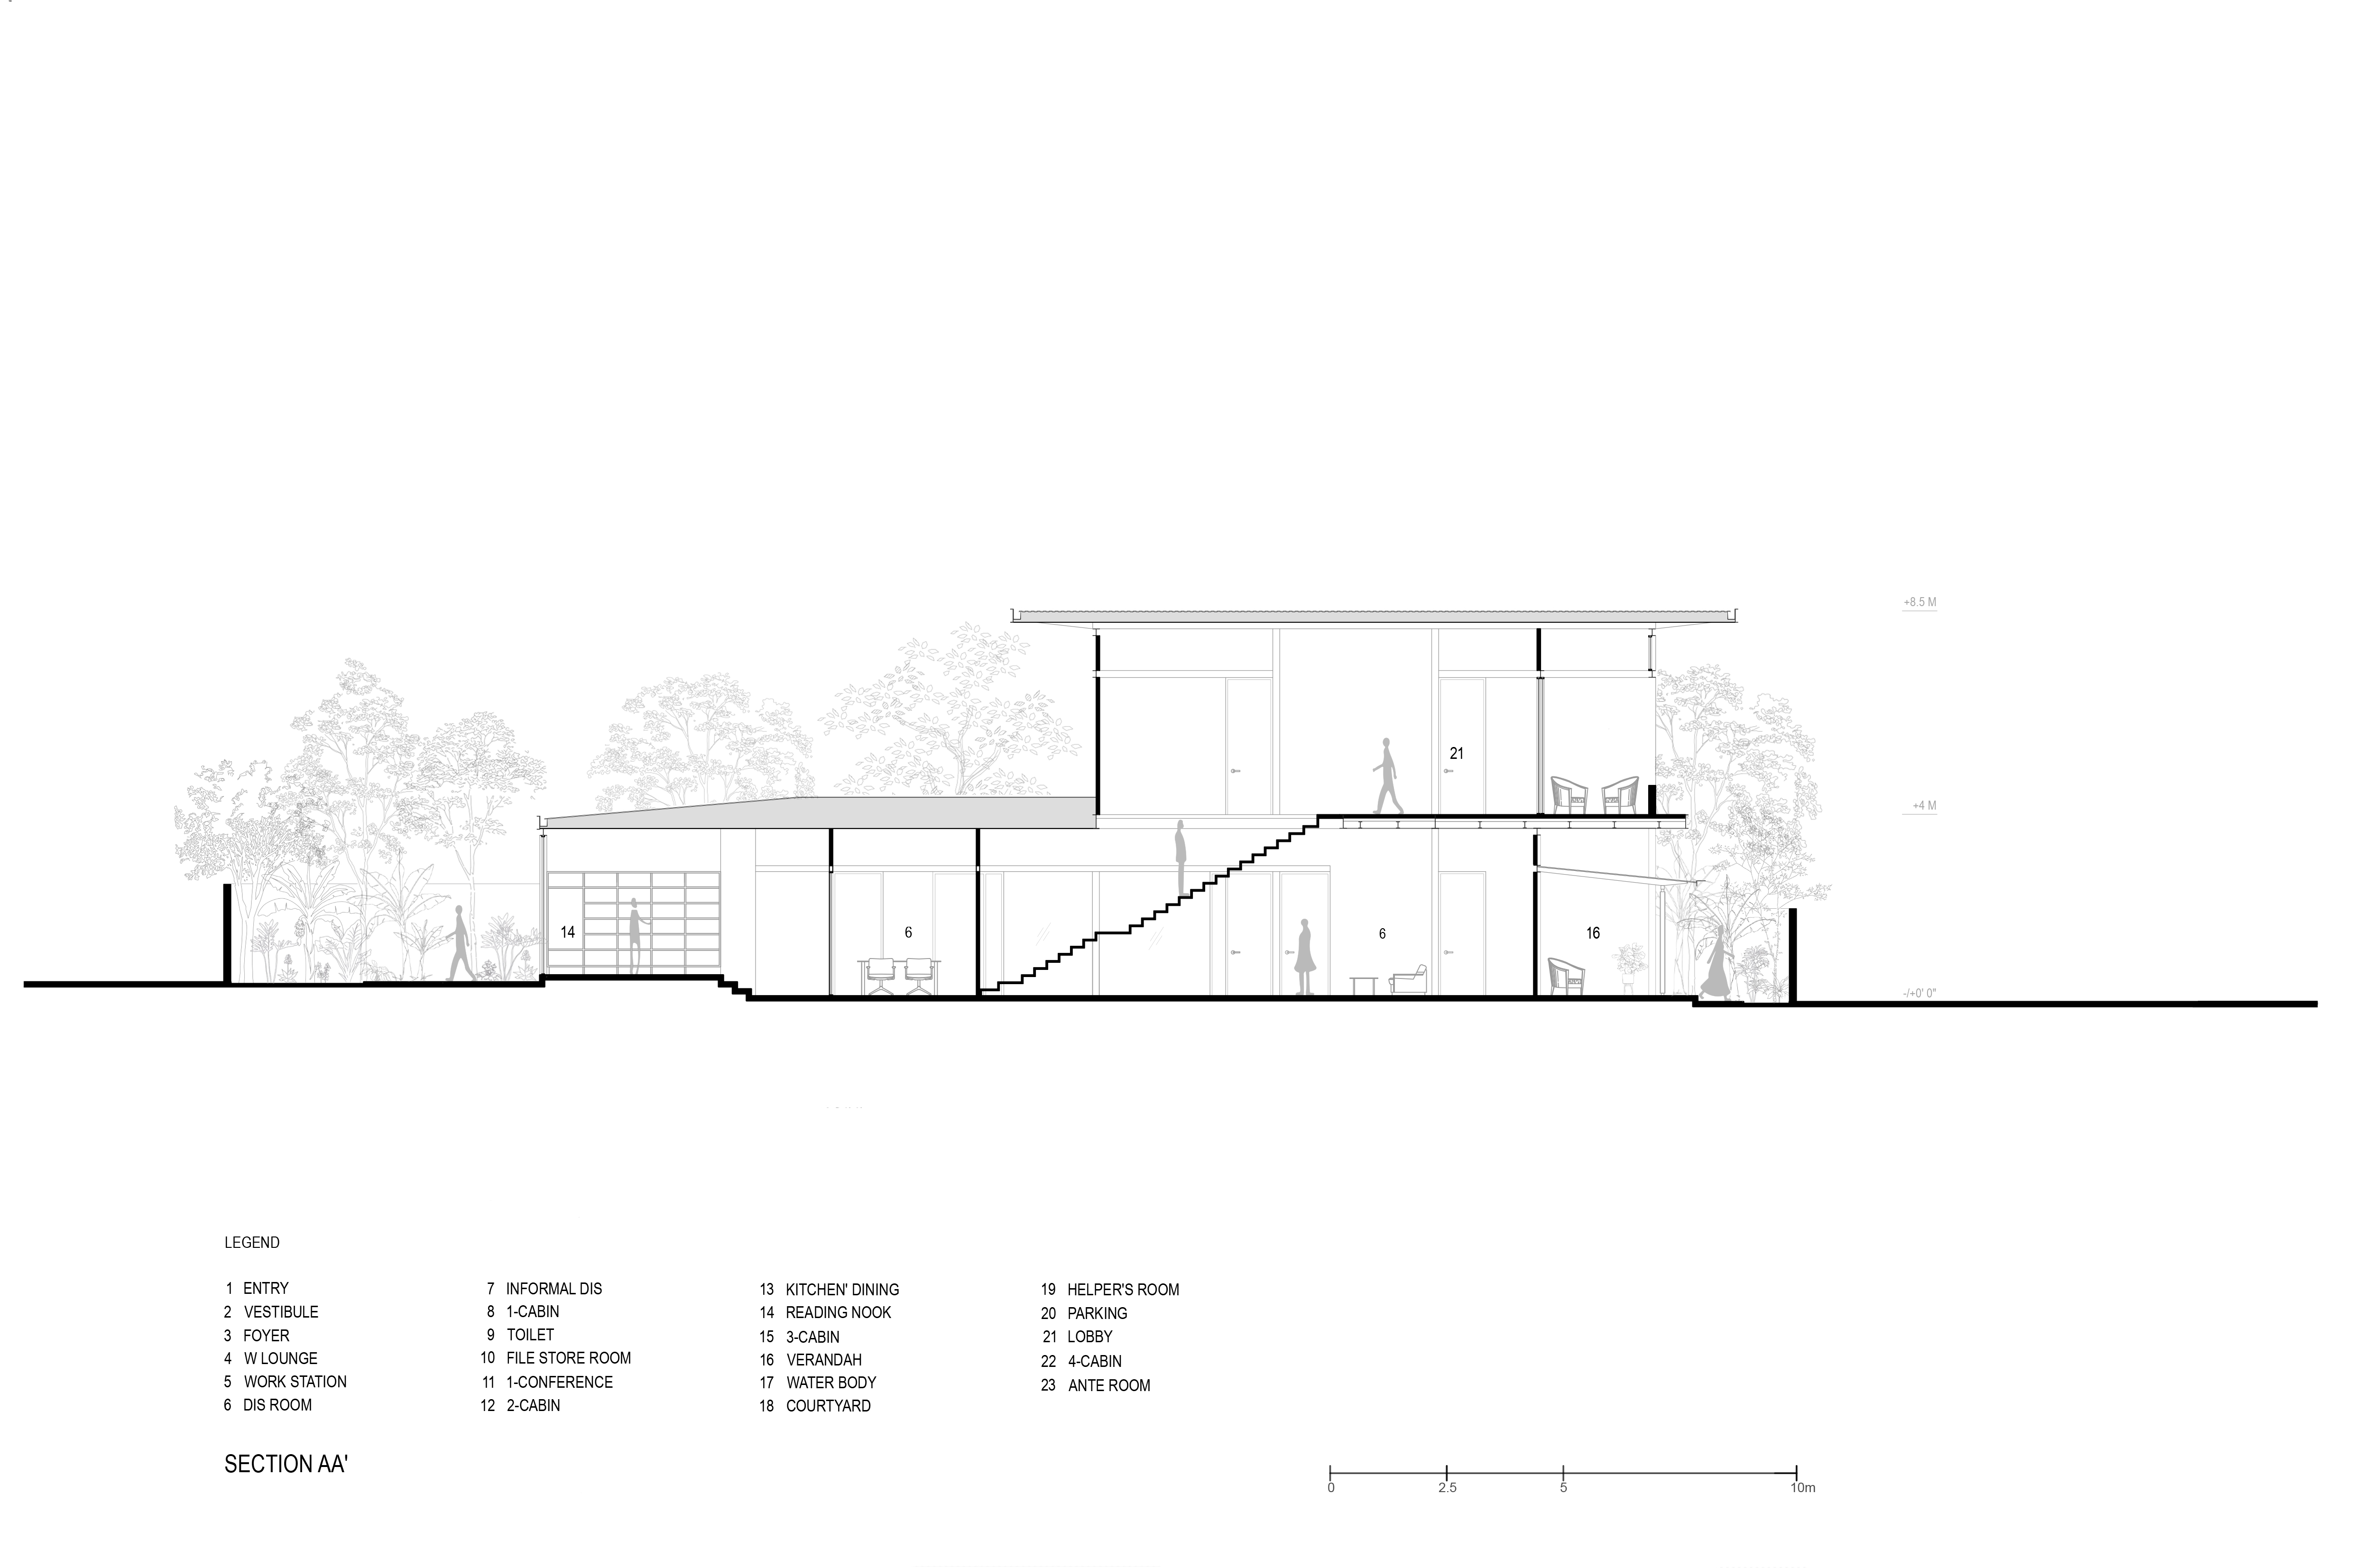 +8.5 M
21
+4 M
14
6
6
16
-/+0' 0"
LEGEND
1 ENTRY
2 VESTIBULE
3 FOYER
4 W LOUNGE
5 WORK STATION
6 DIS ROOM
7 INFORMAL DIS
8 1-CABIN
9 TOILET
10 FILE STORE ROOM
11 1-CONFERENCE
12 2-CABIN
13 KITCHEN' DINING
14 READING NOOK
15 3-CABIN
16 VERANDAH
17 WATER BODY
18 COURTYARD
19 HELPER'S ROOM
20 PARKING
21 LOBBY
22 4-CABIN
23 ANTE ROOM
SECTION AA'
0 2.5 5 10m